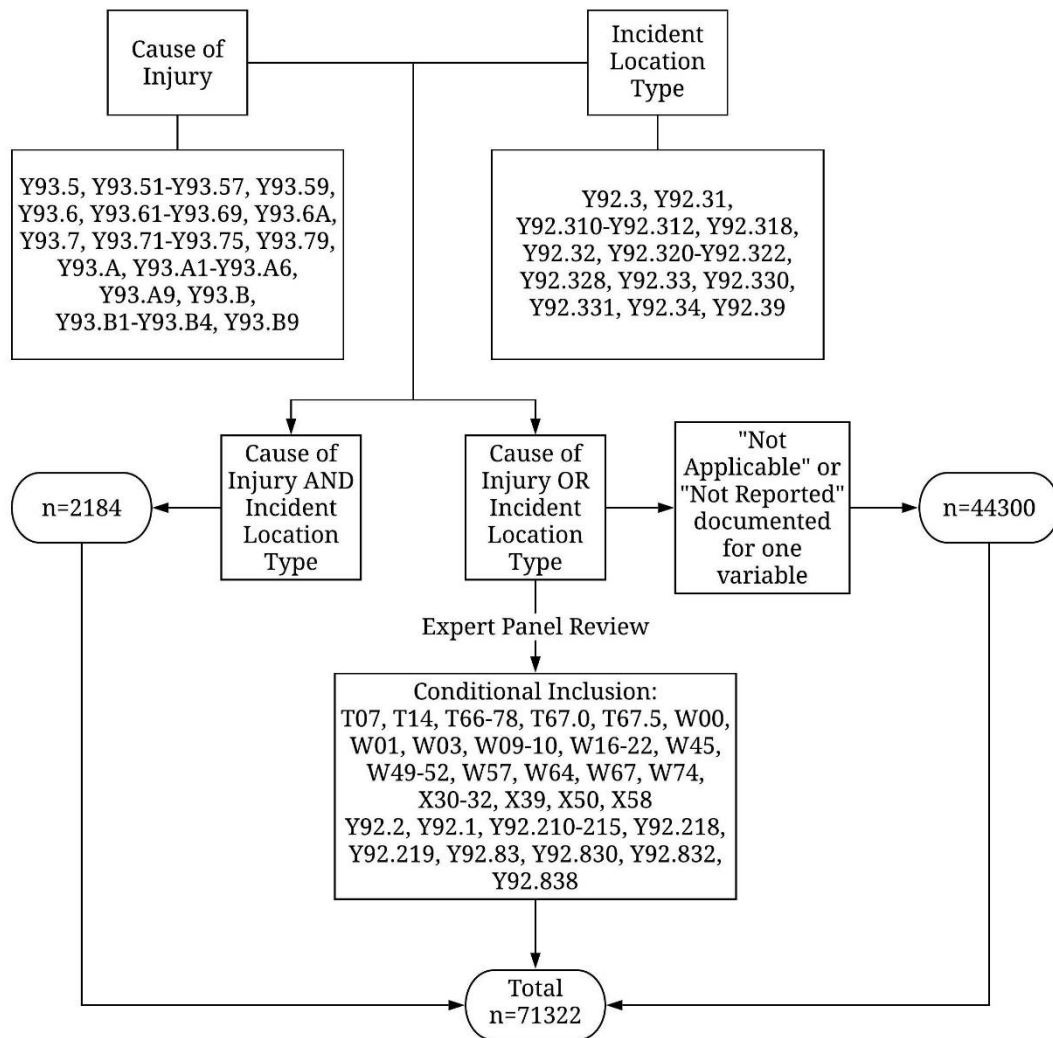 Cause of
Injury
Incident
Location
Type
Y93.5, Y93.51-Y93.57, Y93.59,
Y93.6, Y93.61-Y93.69, Y93.6A,
Y93.7, Y93.71-Y93.75, Y93.79,
Y93.A, Y93.A1-Y93.A6,
Y93.A9, Y93.B,
Y93.B1-Y93.B4, Y93.B9
Y92.3, Y92.31,
Y92.310-Y92.312, Y92.318,
Y92.32, Y92.320-Y92.322,
Y92.328, Y92.33, Y92.330,
Y92.331, Y92.34, Y92.39
n=2184
Cause of
Injury AND
Incident
Location
Type
Cause of
Injury OR
Incident
Location
Type
"Not
Applicable" or
"Not Reported"
documented
for one
variable
n=44300
Expert Panel Review
Conditional Inclusion:
T07, T14, T66-78, T67.0, T67.5, W00,
W01, W03, W09-10, W16-22, W45,
W49-52, W57, W64, W67, W74,
X30-32, X39, X50, X58
Y92.2, Y92.1, Y92.210-215, Y92.218,
Y92.219, Y92.83, Y92.830, Y92.832,
Y92.838
Total
n=71322